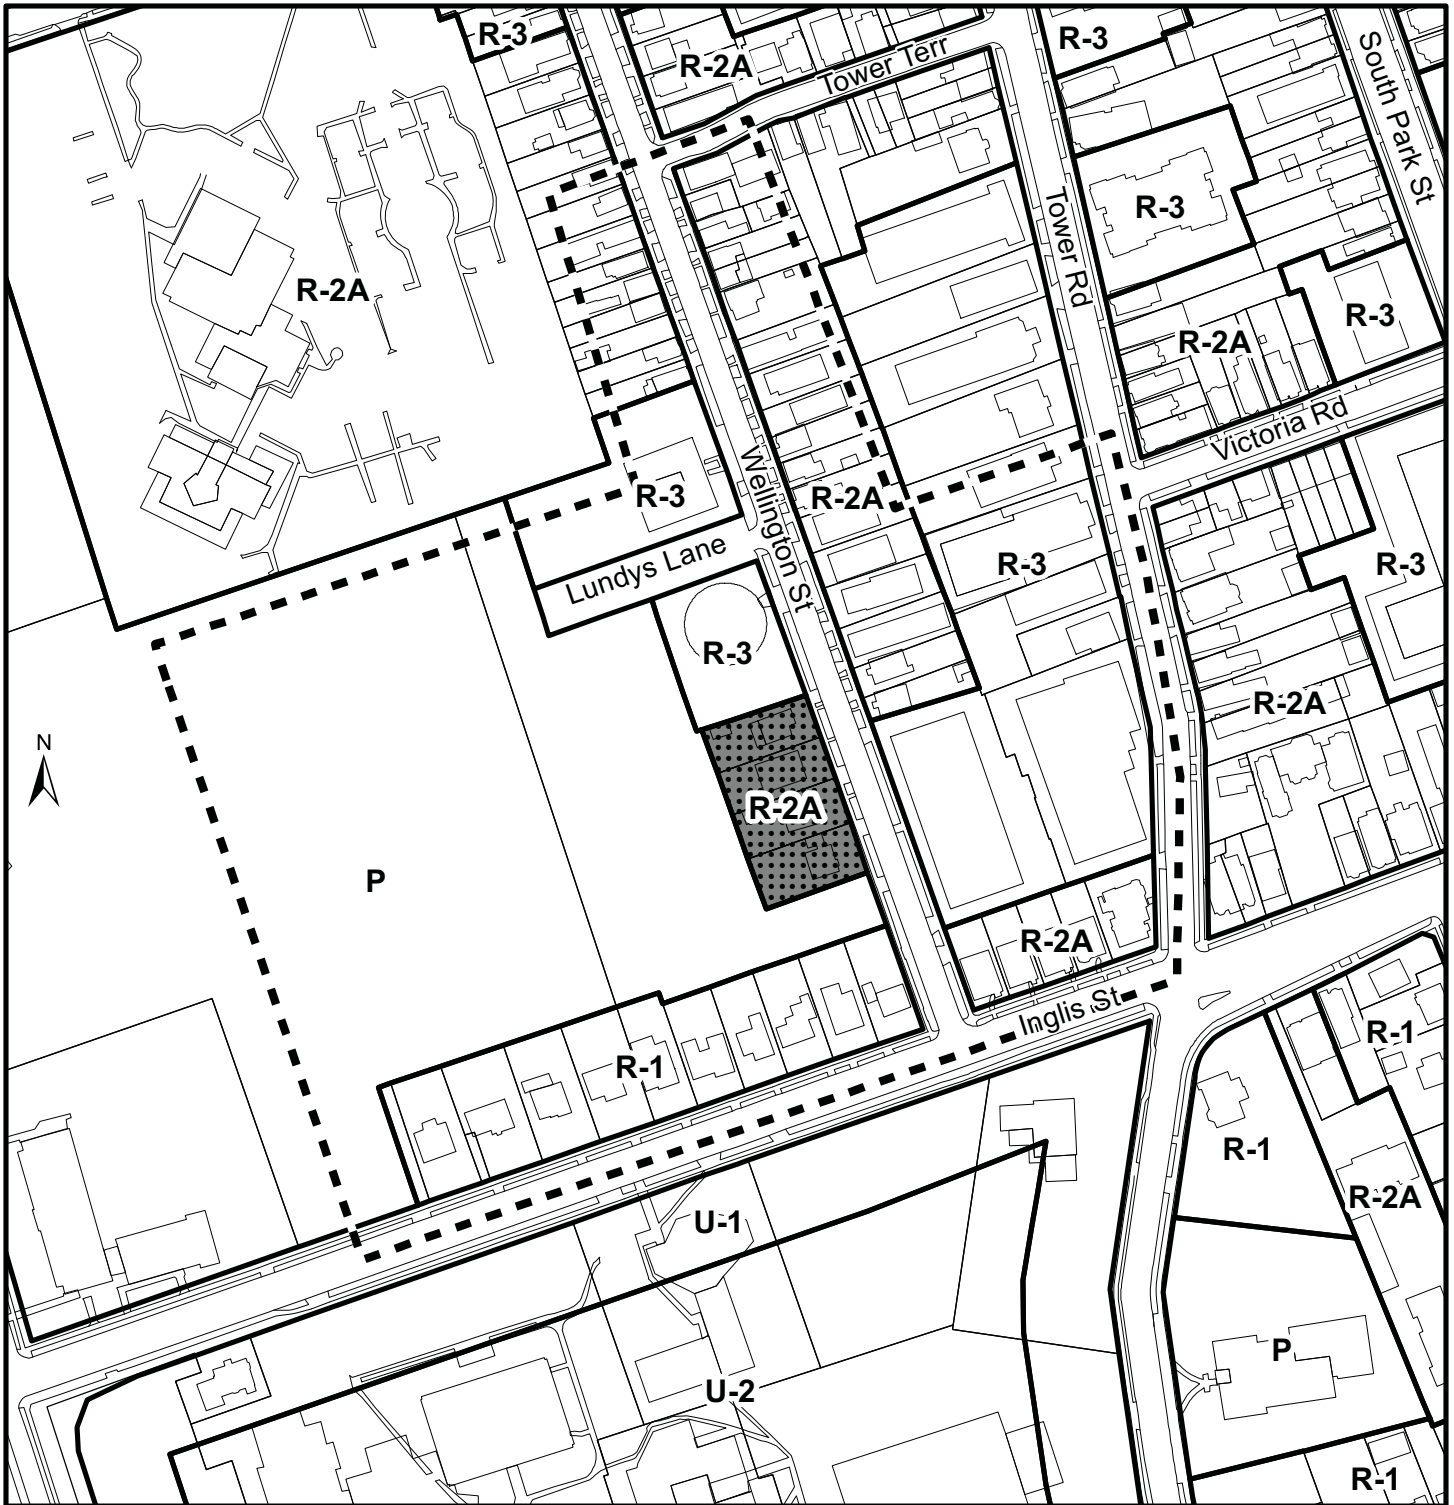 R-3
R-2A
Tower Terr
R-3
South Park St
R-3
Tower Rd
R-2A
R-3
R-2A
Victoria Rd
R-3
Wellington St
R-2A
R-3
R-3
Lundys Lane
R-3
R-2A
N
R-2A
P
R-2A
Inglis St
R-1
R-1
R-1
R-2A
U-1
P
U-2
R-1